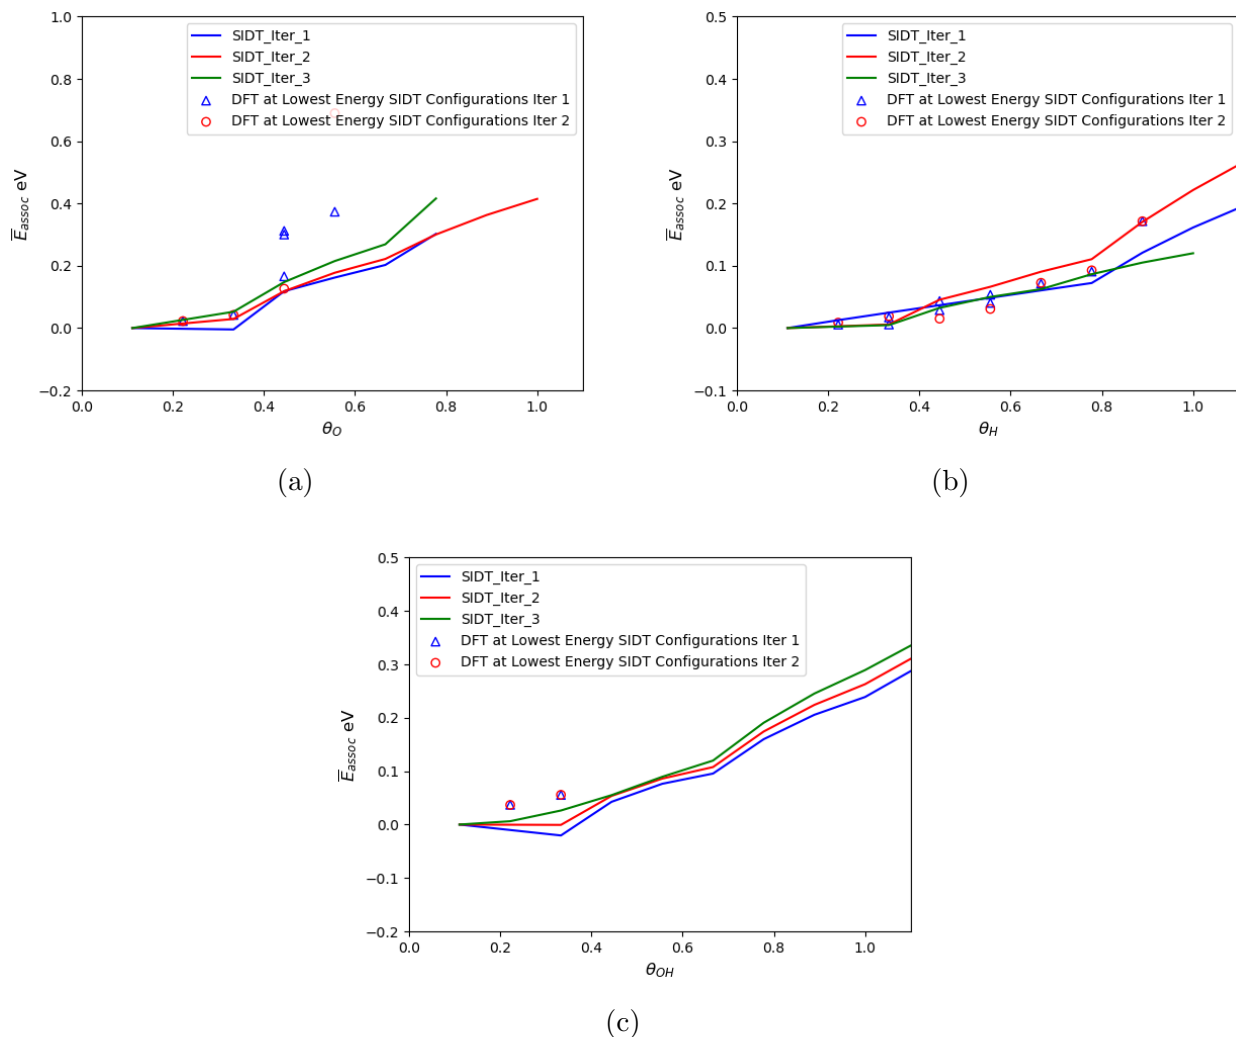 1.0
0.8
0.6
0.4
0.2
0.0
−0.2
0.0 0.2 0.4 0.6 0.8 1.0
E̅_assoc eV
θ_O
SIDT_Iter_1
SIDT_Iter_2
SIDT_Iter_3
DFT at Lowest Energy SIDT Configurations Iter 1
DFT at Lowest Energy SIDT Configurations Iter 2
(a)
0.5
0.4
0.3
0.2
0.1
0.0
−0.1
0.0 0.2 0.4 0.6 0.8 1.0
E̅_assoc eV
θ_H
SIDT_Iter_1
SIDT_Iter_2
SIDT_Iter_3
DFT at Lowest Energy SIDT Configurations Iter 1
DFT at Lowest Energy SIDT Configurations Iter 2
(b)
0.5
0.4
0.3
0.2
0.1
0.0
−0.1
−0.2
0.0 0.2 0.4 0.6 0.8 1.0
E̅_assoc eV
θ_OH
SIDT_Iter_1
SIDT_Iter_2
SIDT_Iter_3
DFT at Lowest Energy SIDT Configurations Iter 1
DFT at Lowest Energy SIDT Configurations Iter 2
(c)